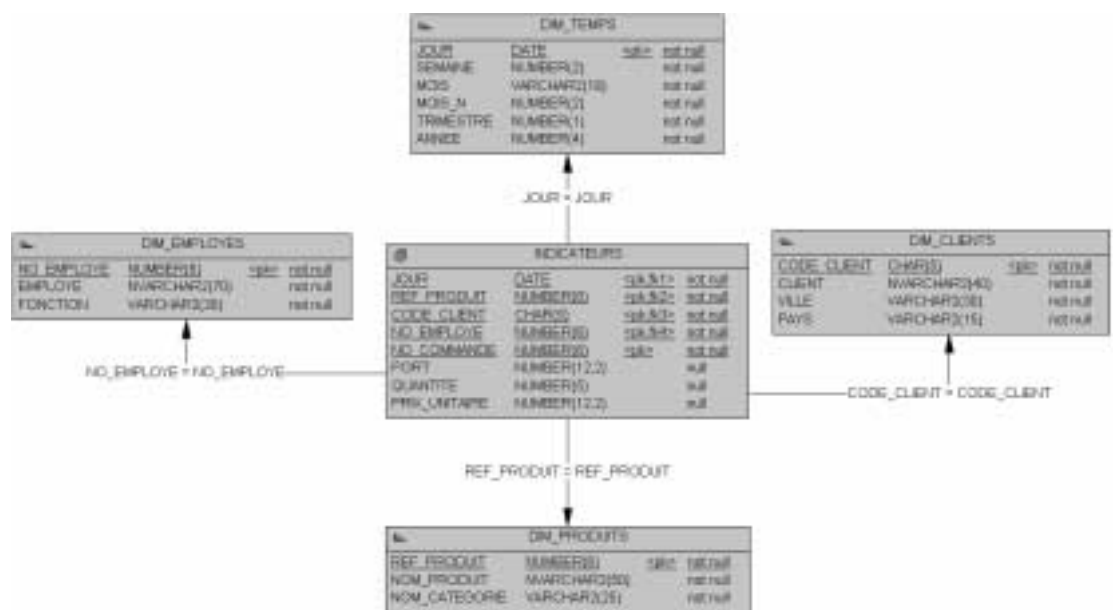 DIM_TEMPS
JOUR DATE <pk> not null
SEMAINE NUMBER(2) not null
MOIS VARCHAR2(10) not null
MOIS_N NUMBER(2) not null
TRIMESTRE NUMBER(1) not null
ANNEE NUMBER(4) not null
JOUR = JOUR
DIM_EMPLOYES
NO_EMPLOYE NUMBER(6) <pk> not null
EMPLOYE NVARCHAR2(70) not null
FONCTION VARCHAR2(30) not null
INDICATEURS
JOUR DATE <pk,fk1> not null
REF_PRODUIT NUMBER(6) <pk,fk2> not null
CODE_CLIENT CHAR(5) <pk,fk3> not null
NO_EMPLOYE NUMBER(6) <pk,fk4> not null
NO_COMMANDE NUMBER(6) <pk> not null
PORT NUMBER(12,2) null
QUANTITE NUMBER(5) null
PRIX_UNITAIRE NUMBER(12,2) null
DIM_CLIENTS
CODE_CLIENT CHAR(5) <pk> not null
CLIENT NVARCHAR2(40) not null
VILLE VARCHAR2(30) not null
PAYS VARCHAR2(15) not null
NO_EMPLOYE = NO_EMPLOYE
CODE_CLIENT = CODE_CLIENT
REF_PRODUIT = REF_PRODUIT
DIM_PRODUITS
REF_PRODUIT NUMBER(6) <pk> not null
NOM_PRODUIT NVARCHAR2(50) not null
NOM_CATEGORIE VARCHAR2(25) not null